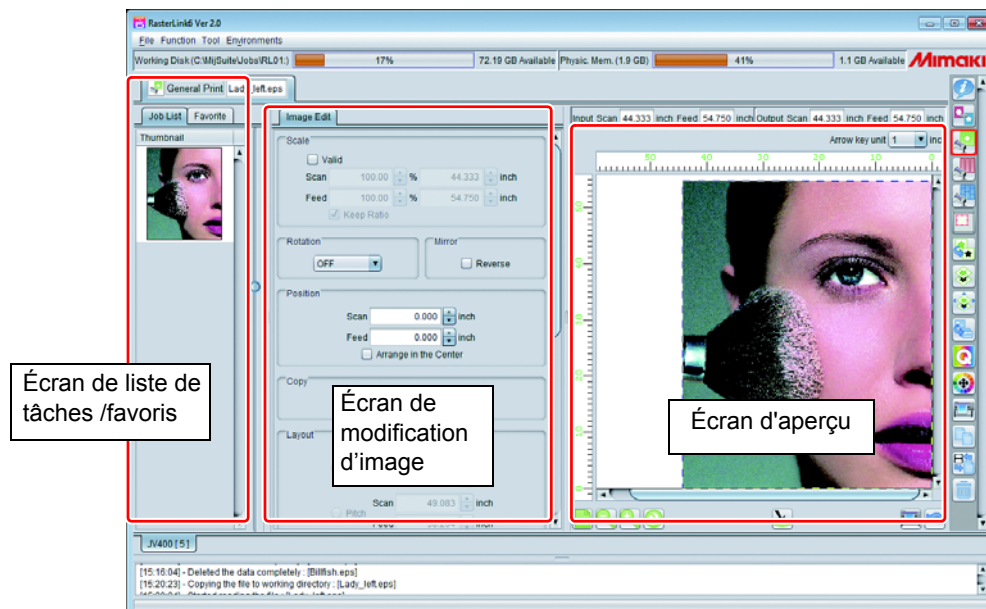 RasterLink6 Ver 2.0
File Function Tool Environments
Working Disk (C:\MijSuite\Jobs\RL01:) 17% 72.19 GB Available Physic. Mem. (1.9 GB) 41% 1.1 GB Available Mimaki
General Print Lady_left.eps
Job List Favorite
Image Edit
Input Scan 44.333 inch Feed 54.750 inch Output Scan 44.333 inch Feed 54.750 inch
Thumbnail
Arrow key unit 1 inc
Scale
Valid
Scan 100.00 % 44.333 inch
Feed 100.00 % 54.750 inch
Keep Ratio
50 40 30 20 10 0
Rotation
Mirror
OFF
Reverse
Position
Scan 0.000 inch
Feed 0.000 inch
Arrange in the Center
Copy
Layout
Scan 49.083 inch
Pitch
50
40
30
20
10
0
Écran de liste de
tâches /favoris
Écran de
modification
d’image
Écran d'aperçu
JV400 [ 5 ]
[15:16:04] - Deleted the data completely : [Billfish.eps]
[15:20:23] - Copying the file to working directory : [Lady_left.eps]